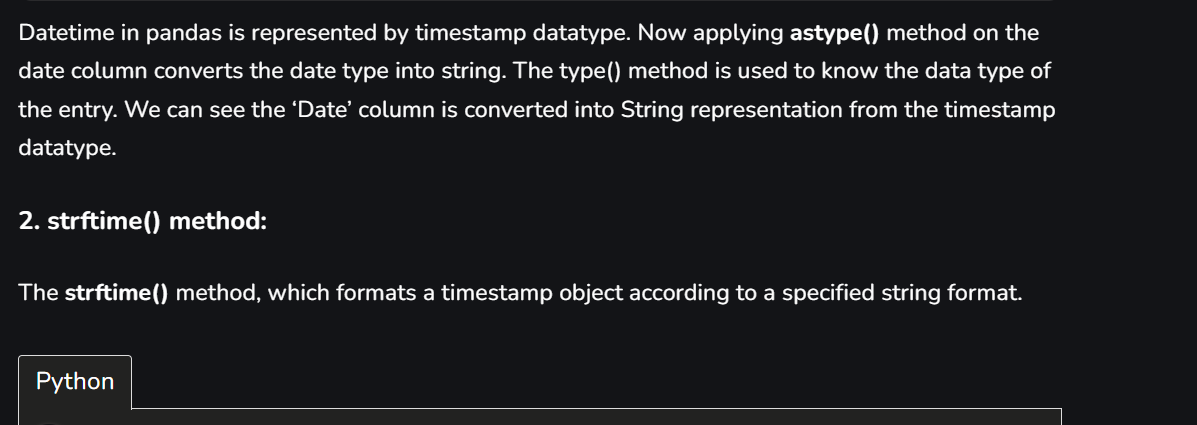 Datetime in pandas is represented by timestamp datatype. Now applying astype() method on the
date column converts the date type into string. The type() method is used to know the data type of
the entry. We can see the ‘Date’ column is converted into String representation from the timestamp
datatype.
2. strftime() method:
The strftime() method, which formats a timestamp object according to a specified string format.
Python